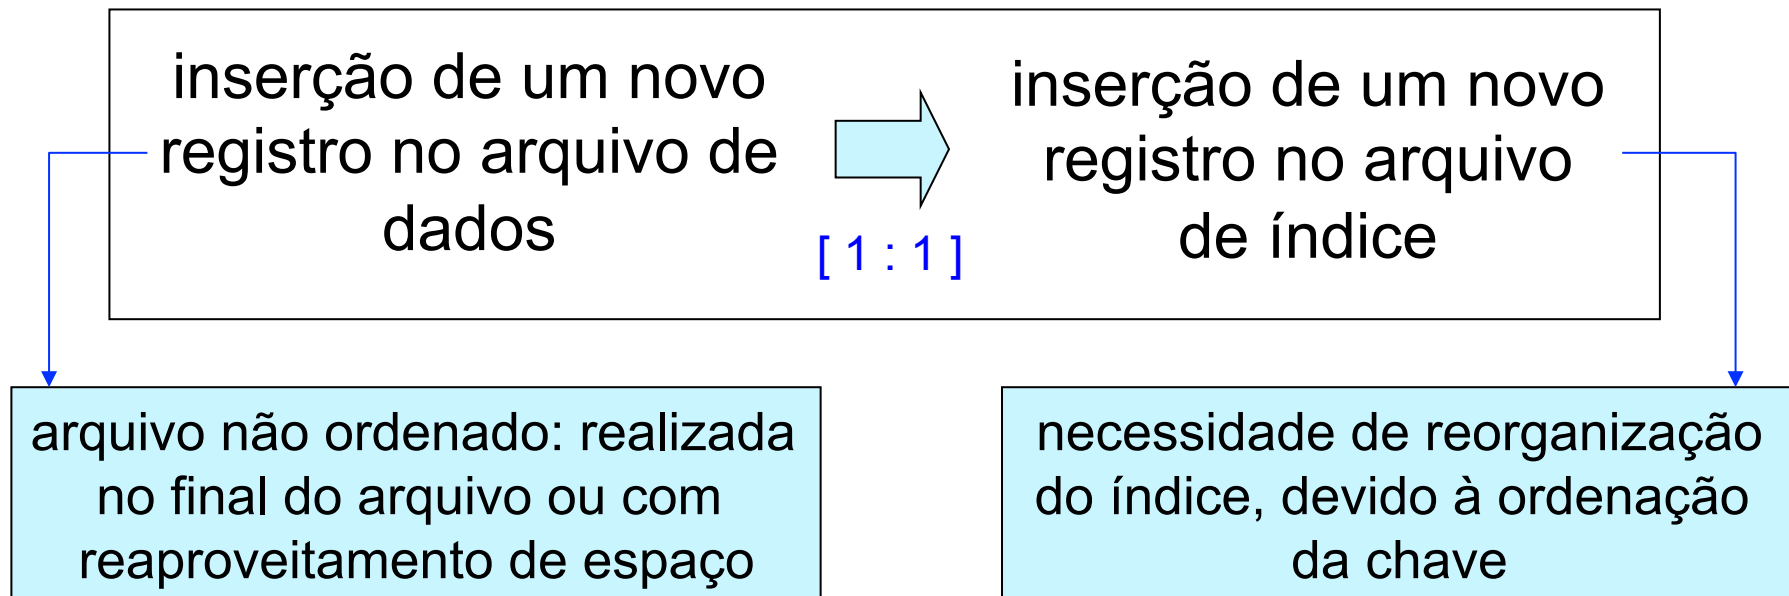 inserção de um novo
registro no arquivo de
dados
[ 1 : 1 ]
inserção de um novo
registro no arquivo
de índice
arquivo não ordenado: realizada
no final do arquivo ou com
reaproveitamento de espaço
necessidade de reorganização
do índice, devido à ordenação
da chave